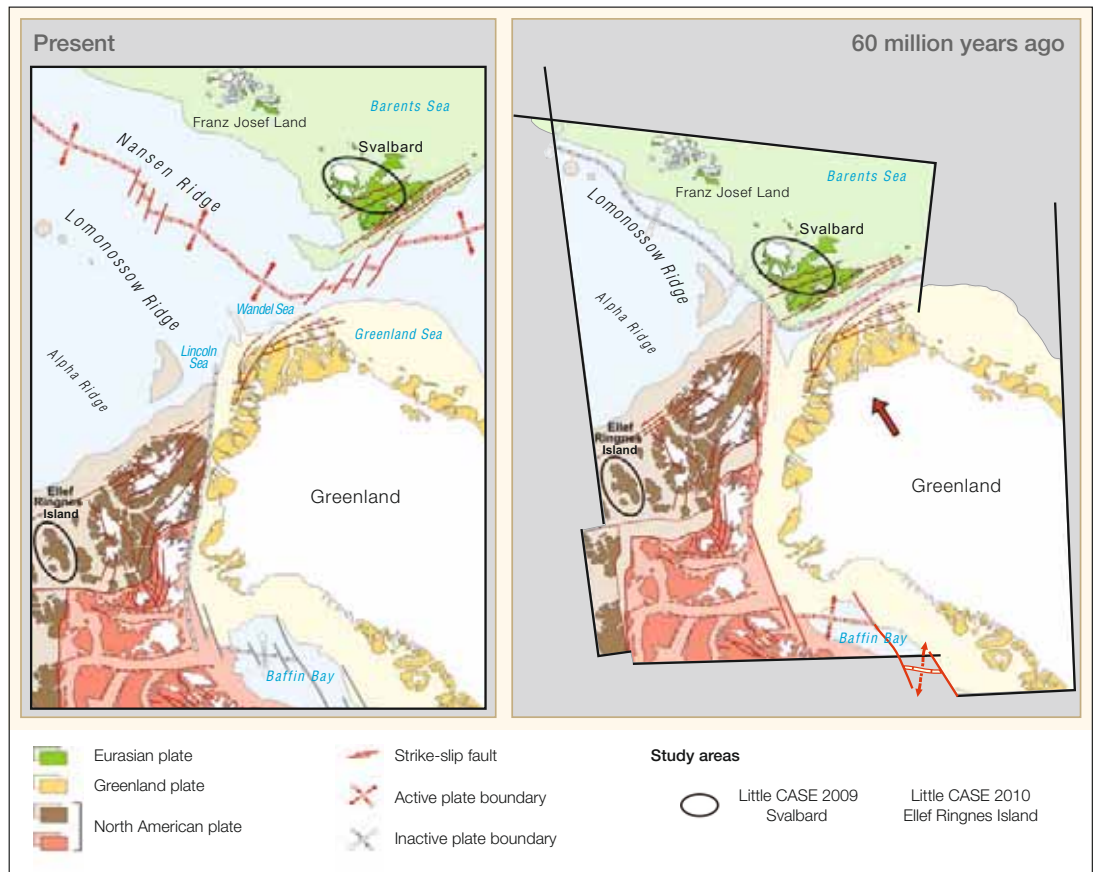 Present
Franz Josef Land
Barents Sea
Svalbard
Nansen Ridge
Lomonossow Ridge
Wandel Sea
Greenland Sea
Lincoln
Sea
Alpha Ridge
Ellef
Ringnes
Island
Greenland
Baffin Bay
60 million years ago
Barents Sea
Franz Josef Land
Svalbard
Lomonossow Ridge
Alpha Ridge
Ellef
Ringnes
Island
Greenland
Baffin Bay
Eurasian plate
Greenland plate
North American plate
Strike-slip fault
Active plate boundary
Inactive plate boundary
Study areas
Little CASE 2009
Svalbard
Little CASE 2010
Ellef Ringnes Island